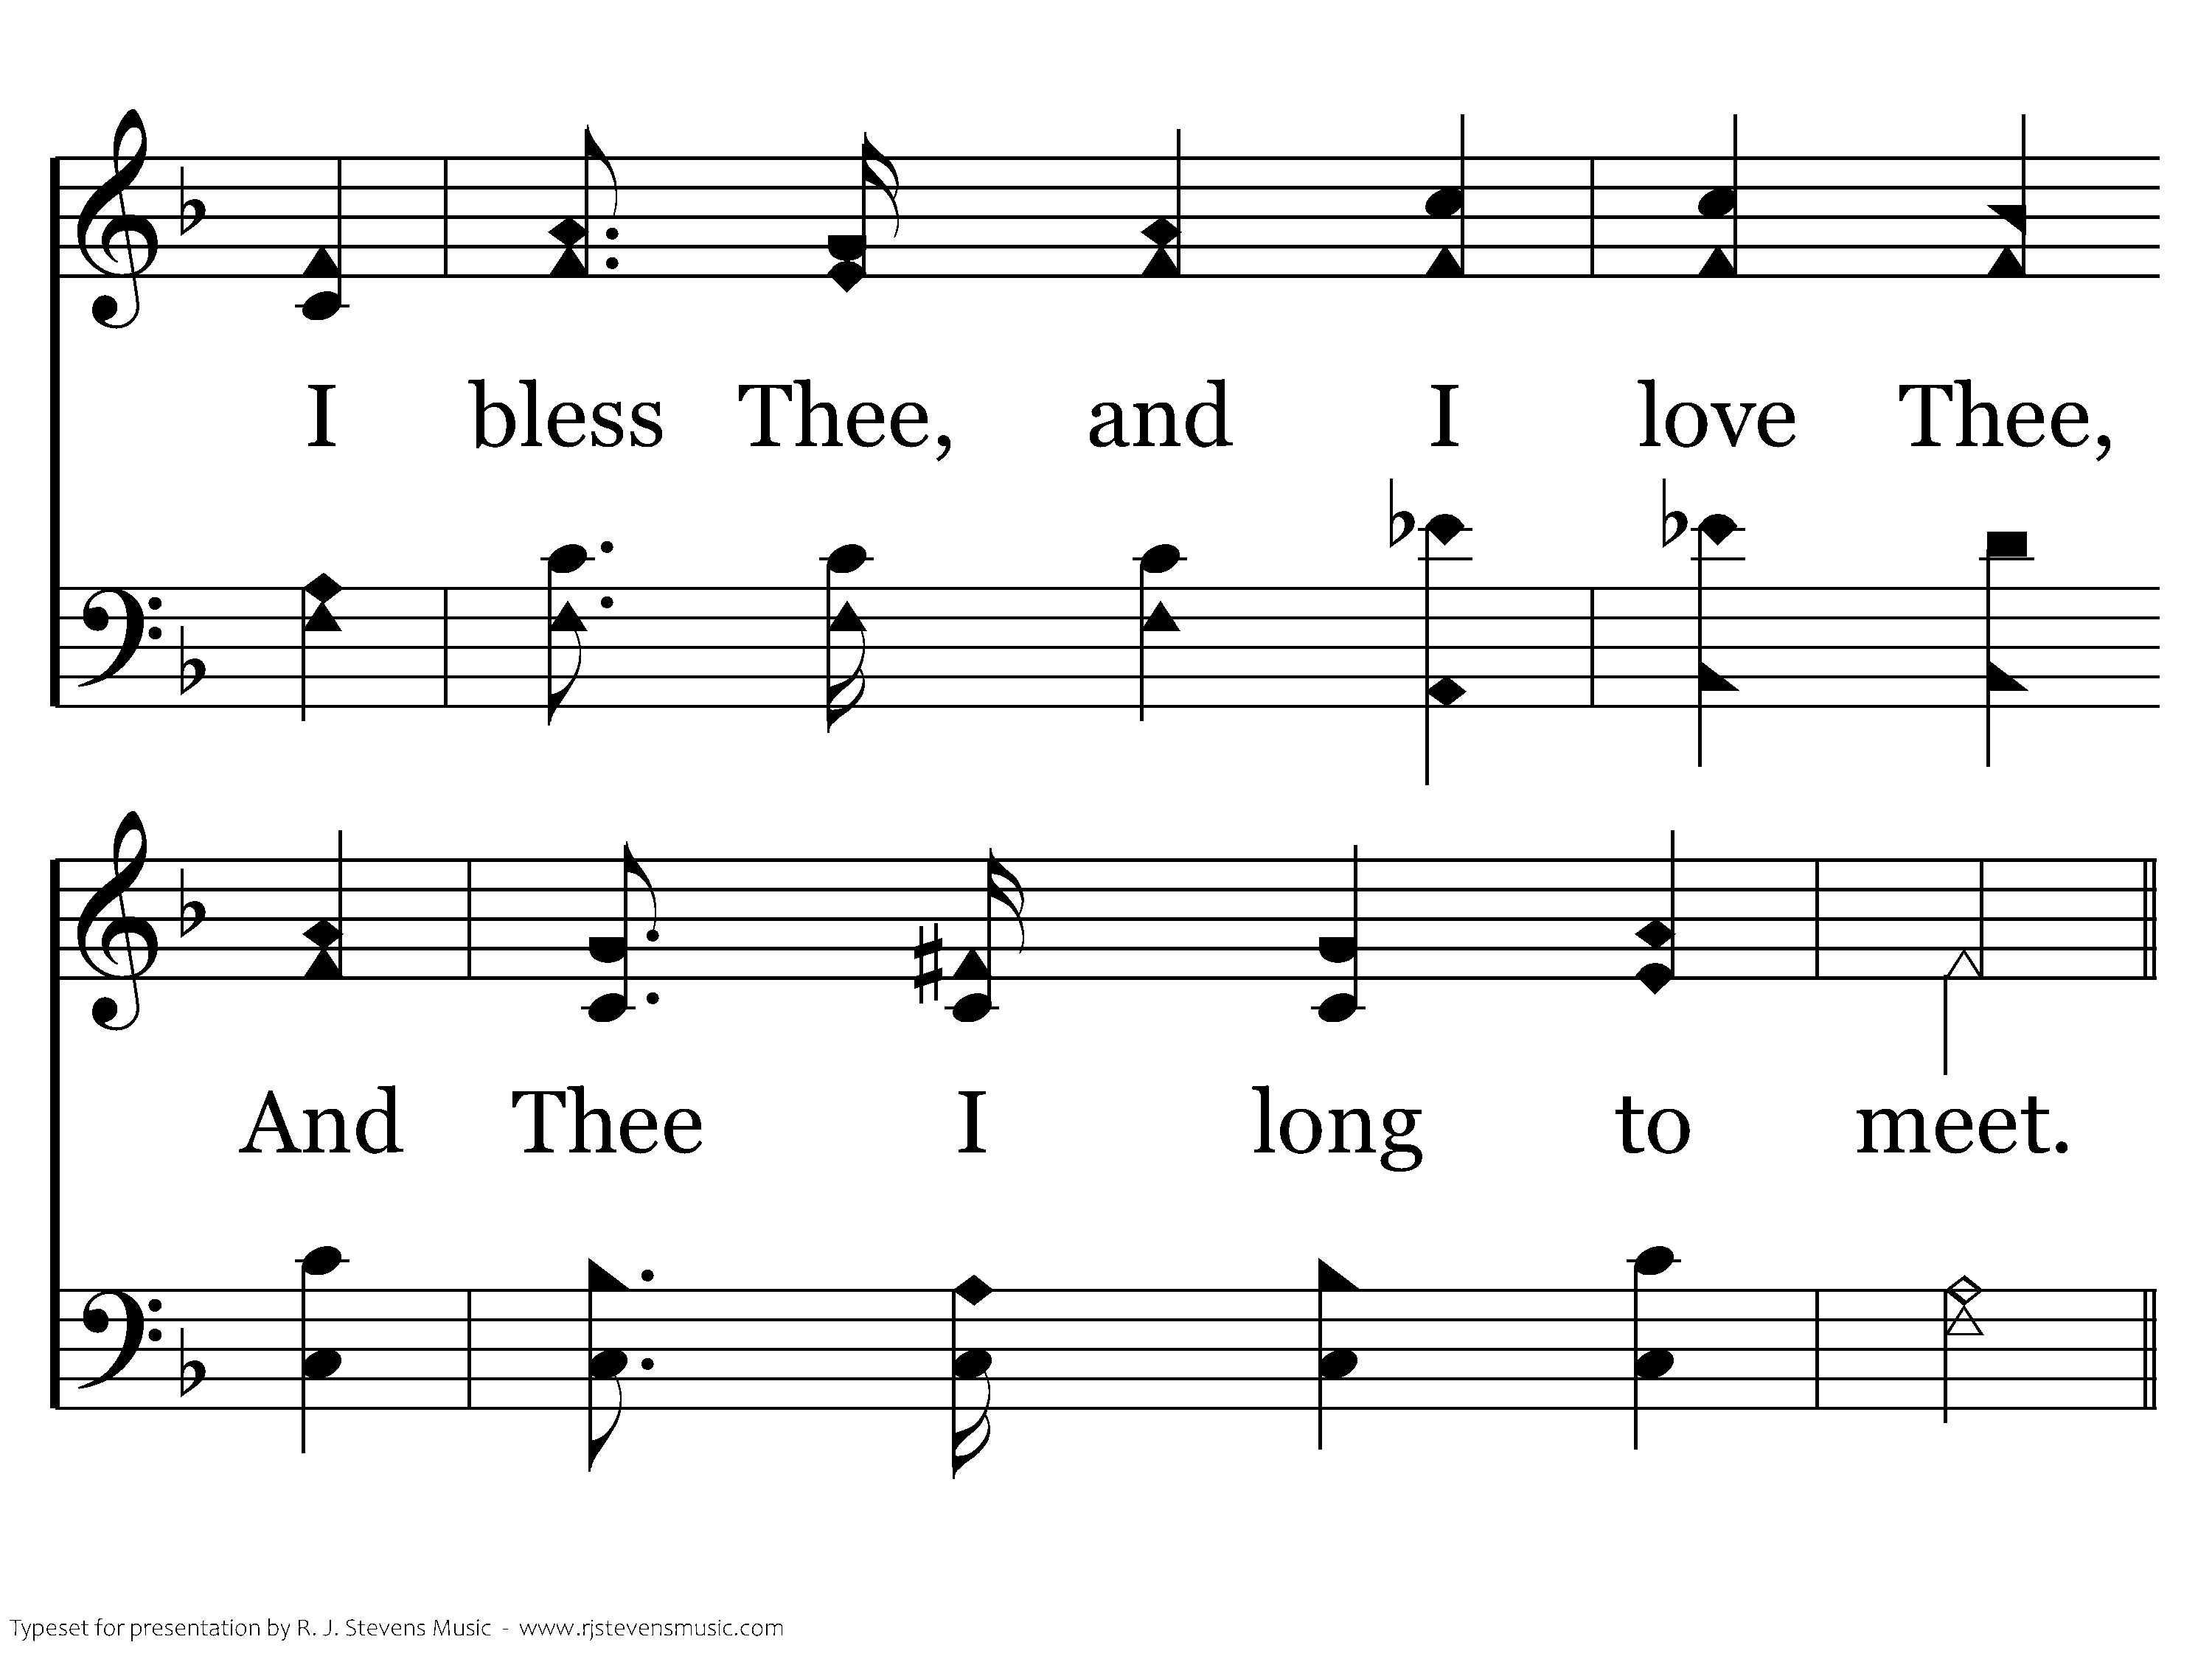 I bless Thee, and I love Thee,
And Thee I long to meet.
Typeset for presentation by R. J. Stevens Music - www.rjstevensmusic.com